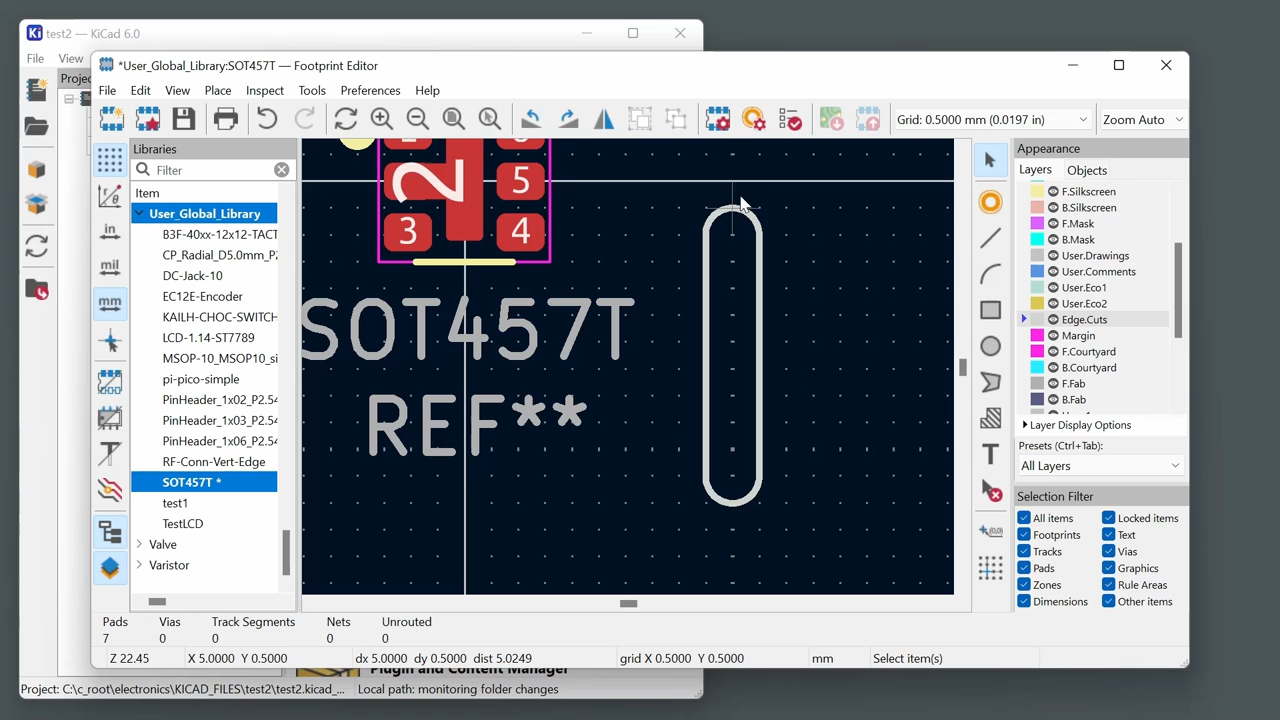 test2 — KiCad 6.0
File View
Projec
*User_Global_Library:SOT457T — Footprint Editor
File Edit View Place Inspect Tools Preferences Help
Grid: 0.5000 mm (0.0197 in) Zoom Auto
Libraries
Filter
Item
User_Global_Library
B3F-40xx-12x12-TACT
CP_Radial_D5.0mm_P2
DC-Jack-10
EC12E-Encoder
KAILH-CHOC-SWITCH
LCD-1.14-ST7789
MSOP-10_MSOP10_si
pi-pico-simple
PinHeader_1x02_P2.54
PinHeader_1x03_P2.54
PinHeader_1x06_P2.54
RF-Conn-Vert-Edge
SOT457T *
test1
TestLCD
Valve
Varistor
in
mil
mm
2
5
3
4
SOT457T
REF**
Appearance
Layers Objects
F.Silkscreen
B.Silkscreen
F.Mask
B.Mask
User.Drawings
User.Comments
User.Eco1
User.Eco2
Edge.Cuts
Margin
F.Courtyard
B.Courtyard
F.Fab
B.Fab
Layer Display Options
Presets (Ctrl+Tab):
All Layers
Selection Filter
All items Locked items
Footprints Text
Tracks Vias
Pads Graphics
Zones Rule Areas
Dimensions Other items
Pads Vias Track Segments Nets Unrouted
7 0 0 0 0
Z 22.45 X 5.0000 Y 0.5000 dx 5.0000 dy 0.5000 dist 5.0249 grid X 0.5000 Y 0.5000 mm Select item(s)
Plugin and Content Manager
Project: C:\c_root\electronics\KICAD_FILES\test2\test2.kicad_... Local path: monitoring folder changes